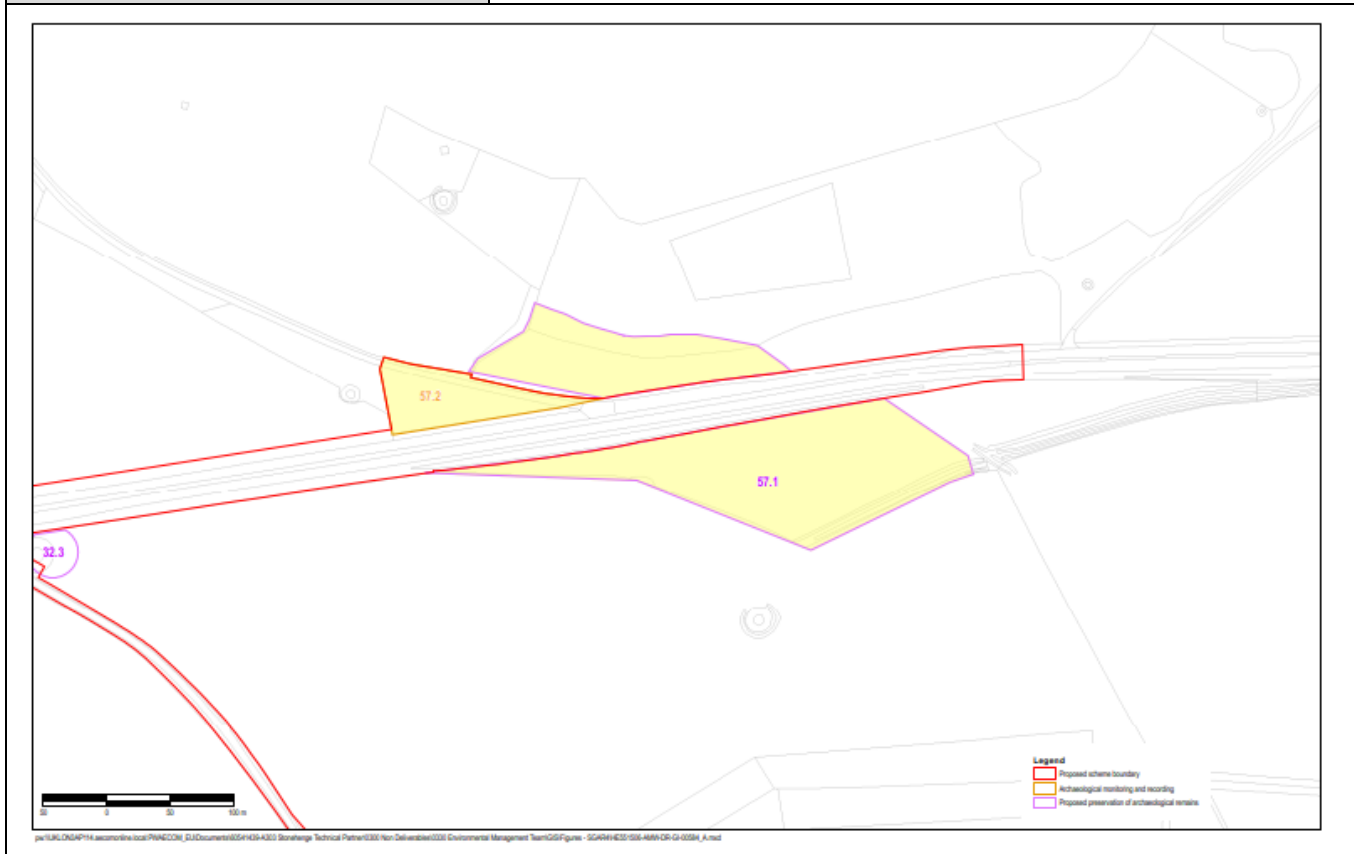 57.2
57.1
32.3
Legend
Proposed scheme boundary
Archaeological monitoring and recording
Proposed preservation of archaeological remains
50 0 50 100 m